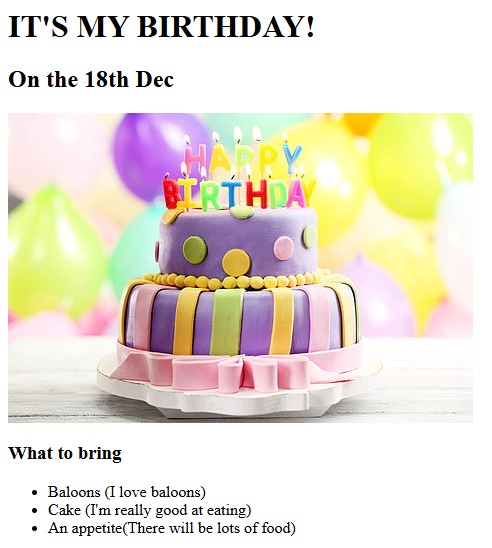 IT'S MY BIRTHDAY!
On the 18th Dec
HAPPY
BIRTHDAY
What to bring
Baloons (I love baloons)
Cake (I'm really good at eating)
An appetite(There will be lots of food)